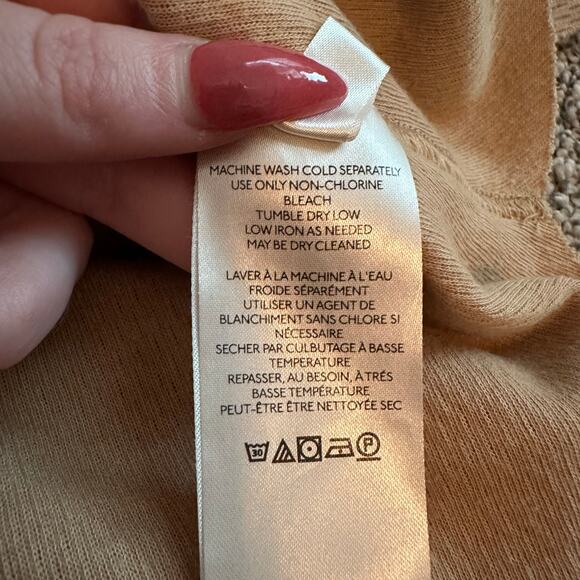 MACHINE WASH COLD SEPARATELY
USE ONLY NON-CHLORINE
BLEACH
TUMBLE DRY LOW
LOW IRON AS NEEDED
MAY BE DRY CLEANED
LAVER À LA MACHINE À L'EAU
FROIDE SÉPARÉMENT
UTILISER UN AGENT DE
BLANCHIMENT SANS CHLORE SI
NÉCESSAIRE
SECHER PAR CULBUTAGE À BASSE
TEMPERATURE
REPASSER, AU BESOIN, À TRÉS
BASSE TEMPÉRATURE
PEUT-ÊTRE ÊTRE NETTOYÉE SEC
30 P